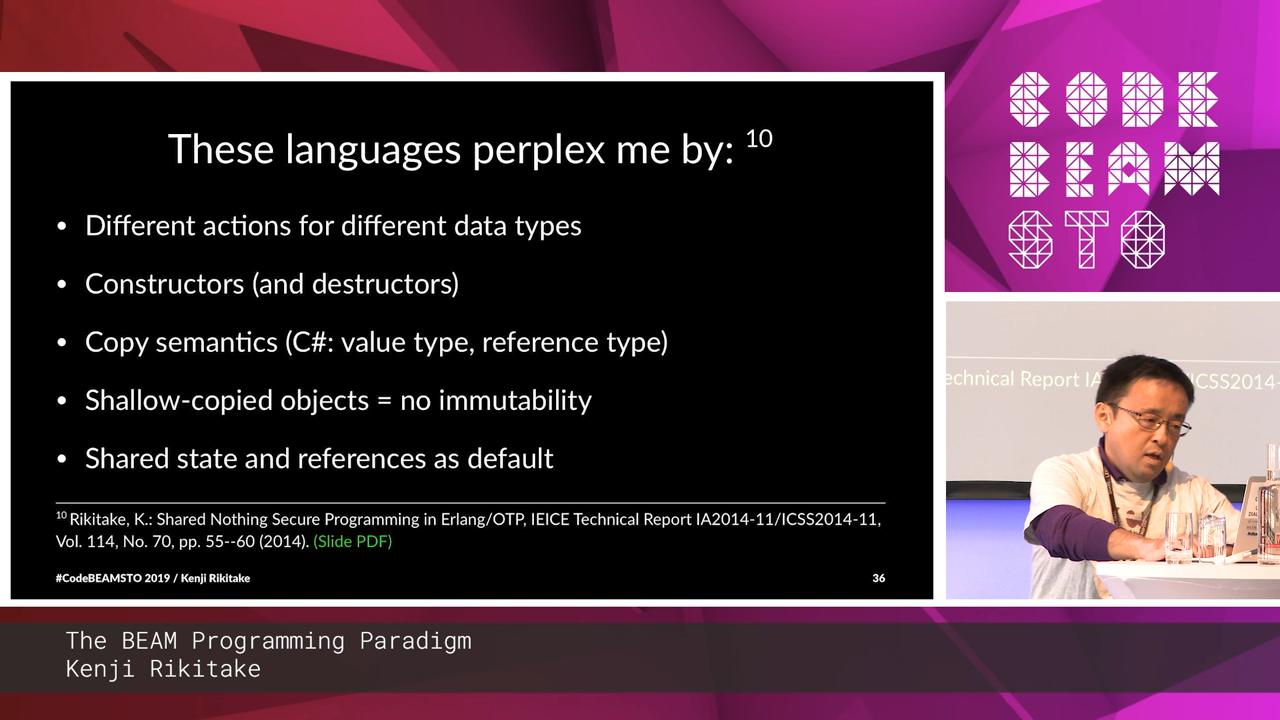 These languages perplex me by: 10
• Different actions for different data types
• Constructors (and destructors)
• Copy semantics (C#: value type, reference type)
• Shallow-copied objects = no immutability
• Shared state and references as default
10 Rikitake, K.: Shared Nothing Secure Programming in Erlang/OTP, IEICE Technical Report IA2014-11/ICSS2014-11,
Vol. 114, No. 70, pp. 55--60 (2014). (Slide PDF)
#CodeBEAMSTO 2019 / Kenji Rikitake
36
CODE
BEAM
STO
echnical Report IA
ICSS2014-
The BEAM Programming Paradigm
Kenji Rikitake